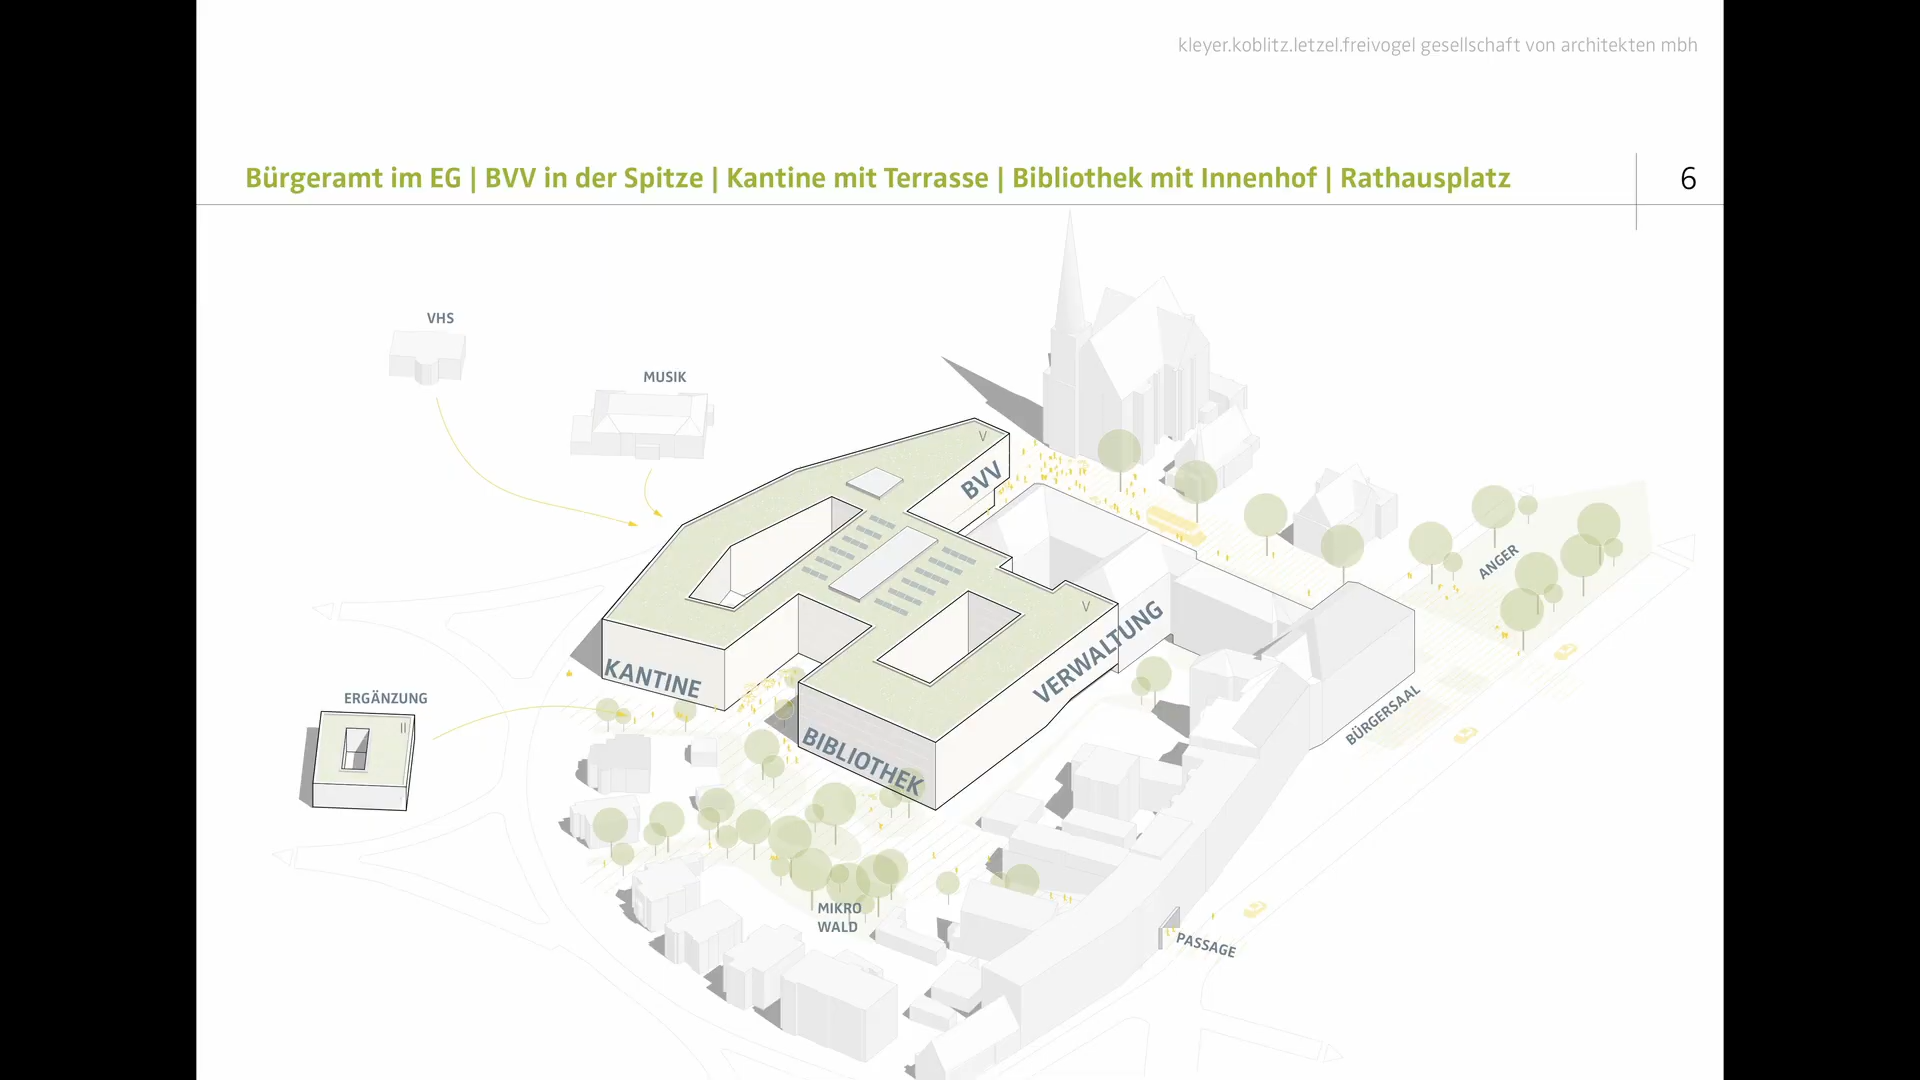 kleyer.koblitz.letzel.freivogel gesellschaft von architekten mbh
Bürgeramt im EG | BVV in der Spitze | Kantine mit Terrasse | Bibliothek mit Innenhof | Rathausplatz
6
VHS
MUSIK
V
BVV
ANGER
V
VERWALTUNG
KANTINE
ERGÄNZUNG
II
BÜRGERSAAL
BIBLIOTHEK
MIKRO
WALD
PASSAGE